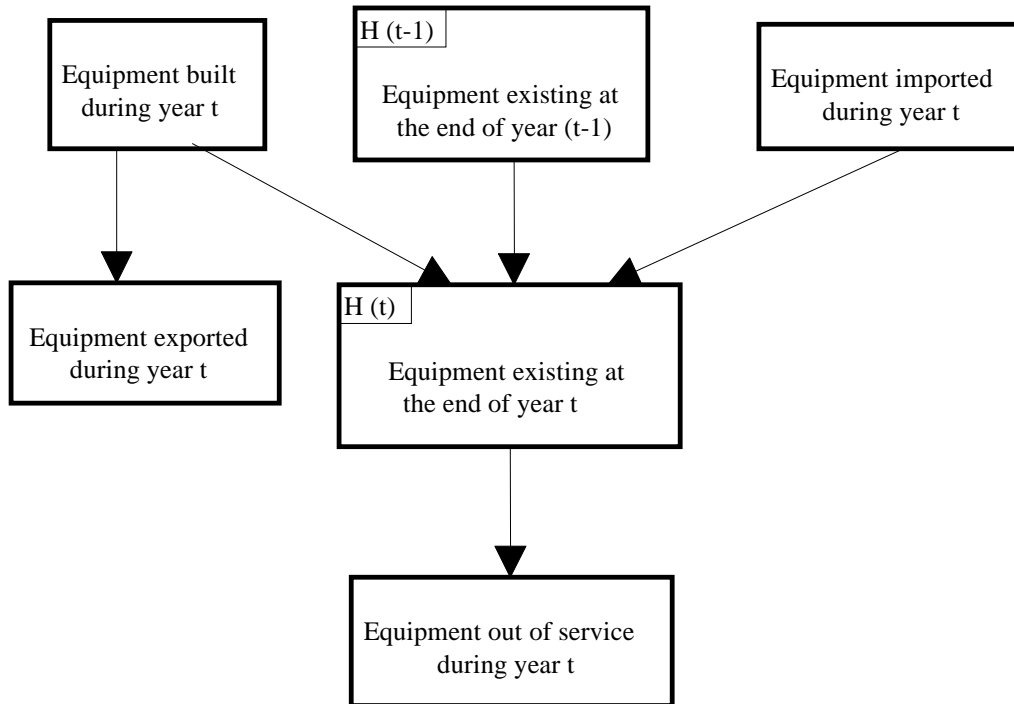 Equipment built
during year t
H (t-1)
Equipment existing at
the end of year (t-1)
Equipment imported
during year t
Equipment exported
during year t
H (t)
Equipment existing at
the end of year t
Equipment out of service
during year t